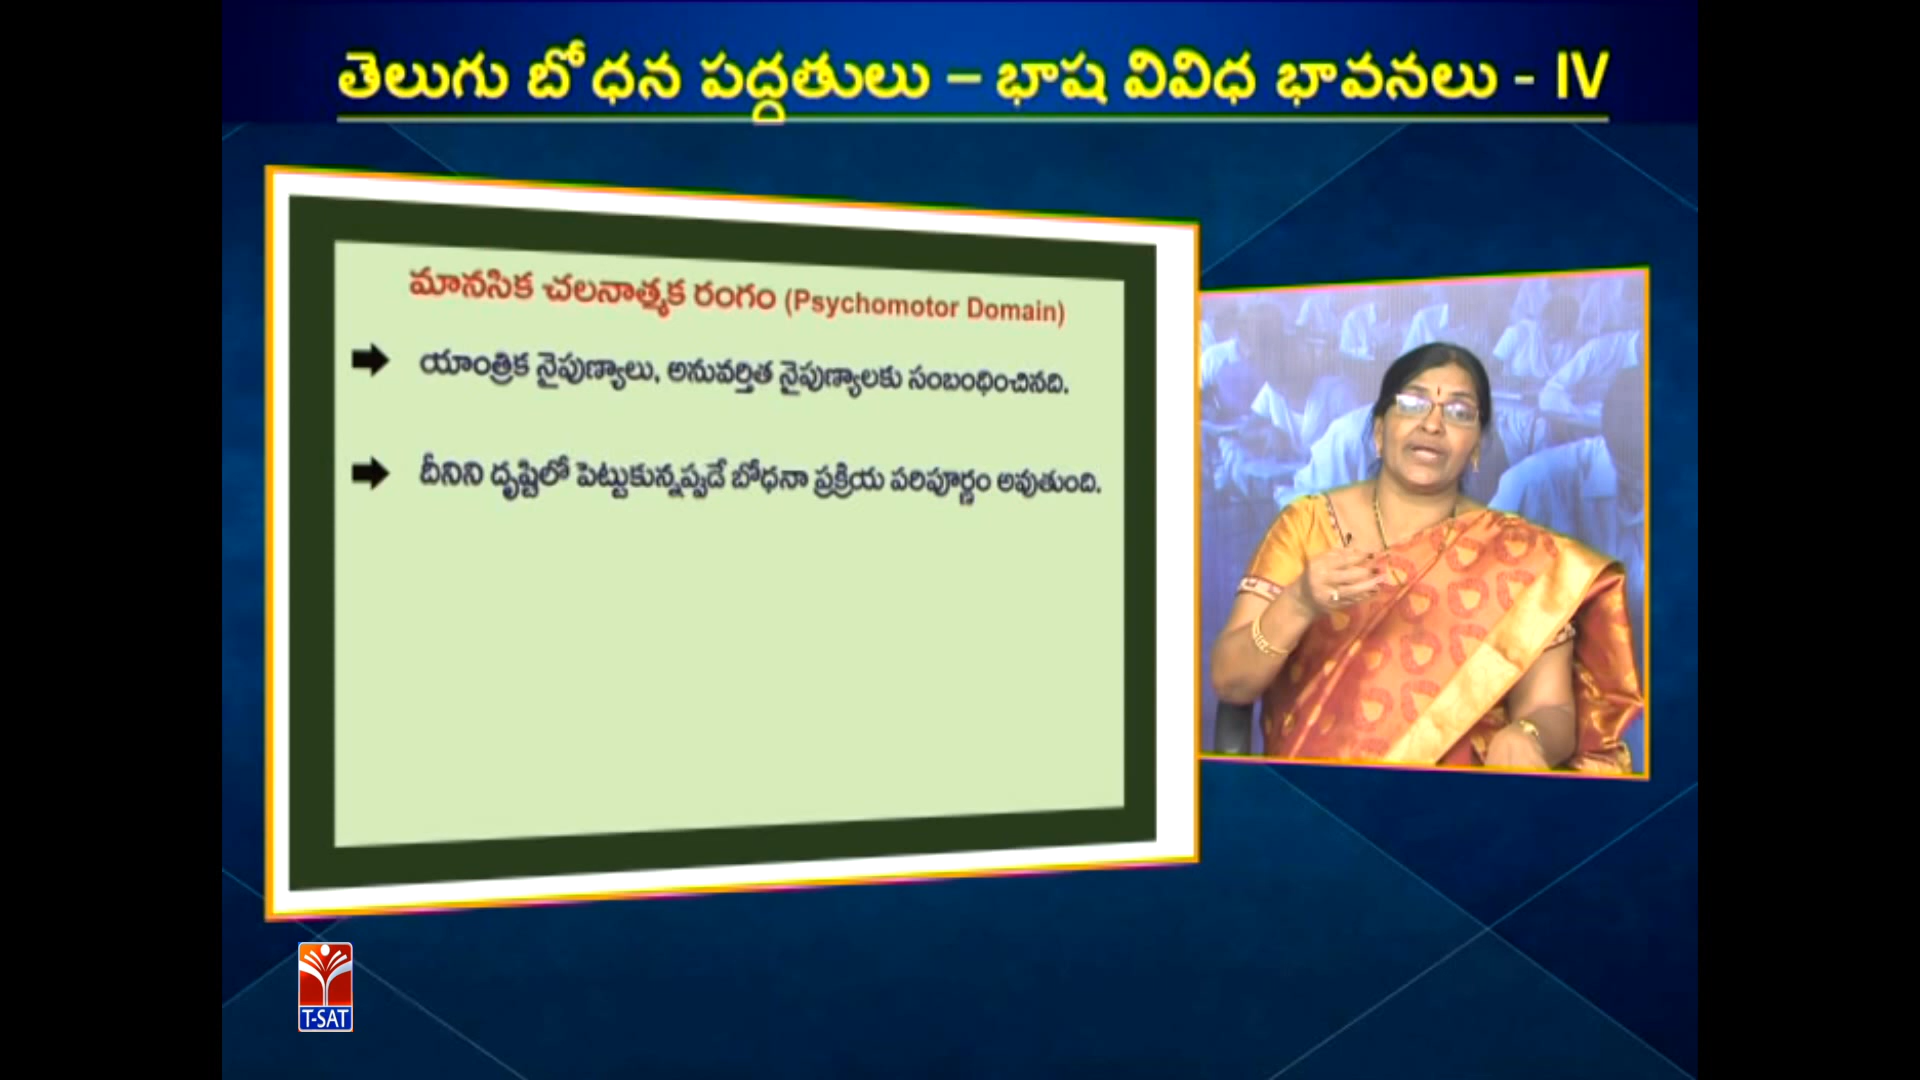 తెలుగు బోధన పద్ధతులు – భాష వివిధ భావనలు - IV
మానసిక చలనాత్మక రంగం (Psychomotor Domain)
యాంత్రిక నైపుణ్యాలు, అనువర్తిత నైపుణ్యాలకు సంబంధించినది.
దీనిని దృష్టిలో పెట్టుకున్నప్పుడే బోధనా ప్రక్రియ పరిపూర్ణం అవుతుంది.
T-SAT